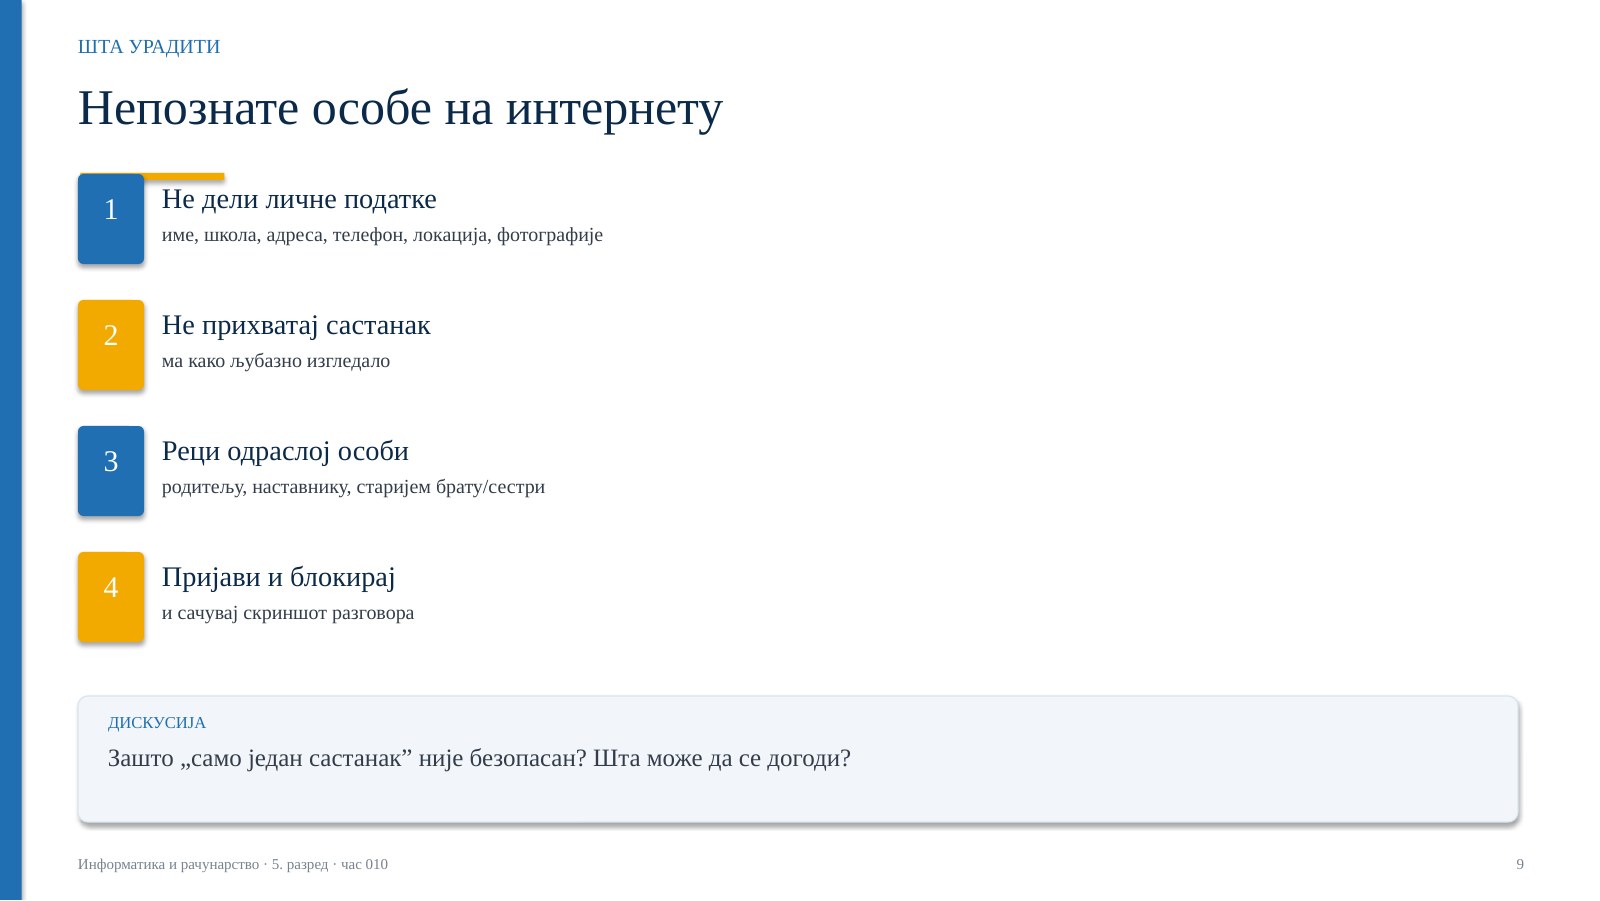 ШТА УРАДИТИ
Непознате особе на интернету
1
Не дели личне податке
име, школа, адреса, телефон, локација, фотографије
2
Не прихватај састанак
ма како љубазно изгледало
3
Реци одраслој особи
родитељу, наставнику, старијем брату/сестри
4
Пријави и блокирај
и сачувај скриншот разговора
ДИСКУСИЈА
Зашто „само један састанак” није безопасан? Шта може да се догоди?
Информатика и рачунарство · 5. разред · час 010
9